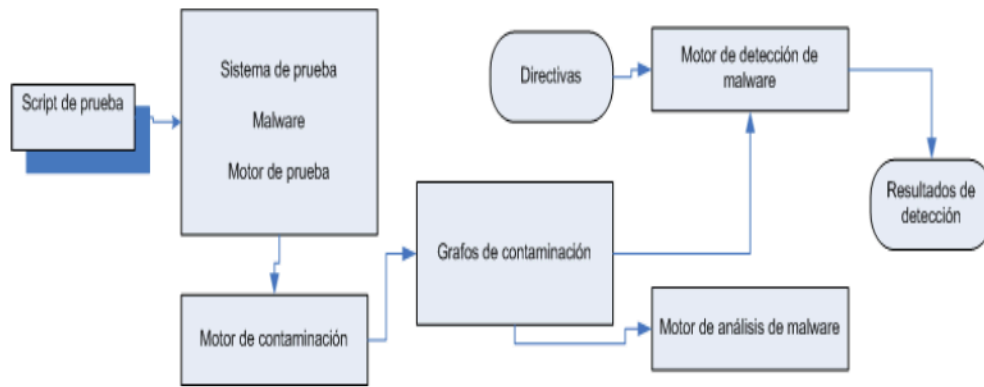 Script de prueba
Sistema de prueba
Malware
Motor de prueba
Motor de contaminación
Grafos de contaminación
Directivas
Motor de detección de
malware
Resultados de
detección
Motor de análisis de malware